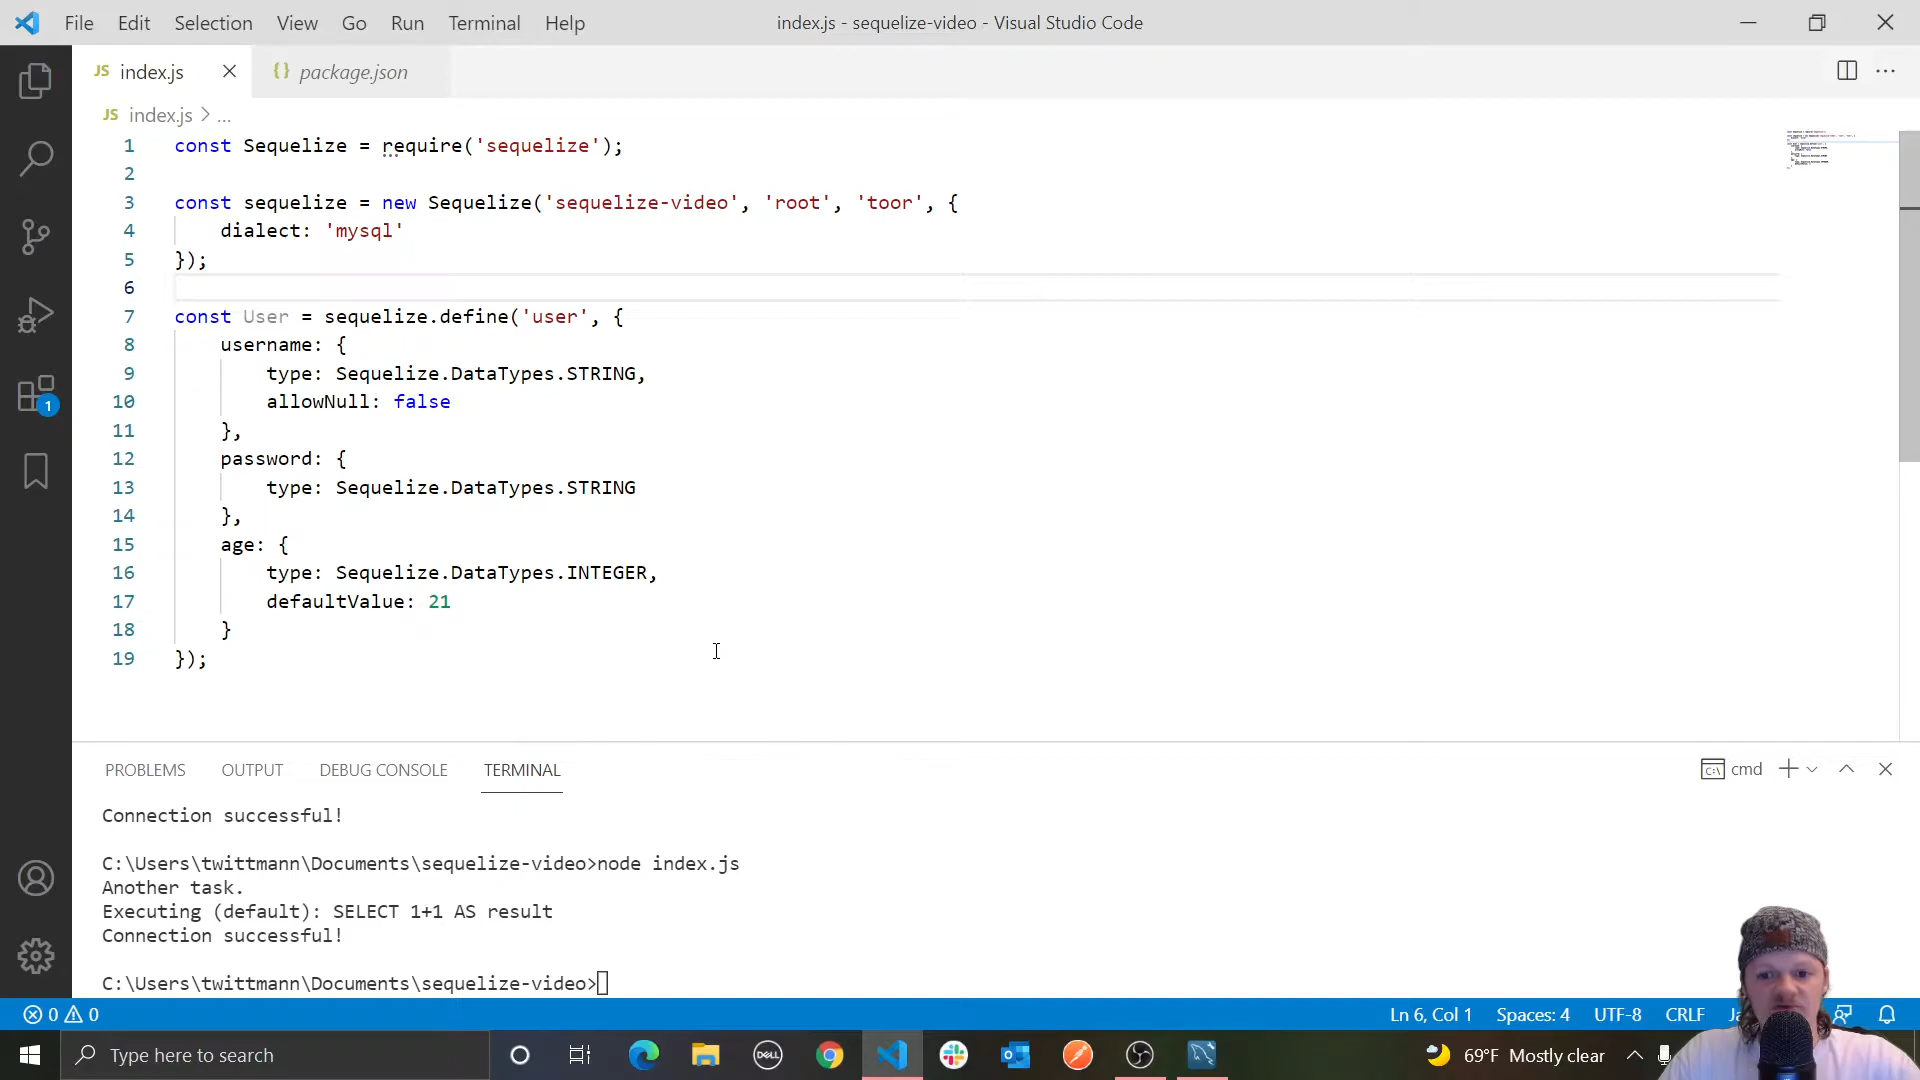 File Edit Selection View Go Run Terminal Help index.js - sequelize-video - Visual Studio Code
JS index.js {} package.json
JS index.js > ...
1 const Sequelize = require('sequelize');
2
3 const sequelize = new Sequelize('sequelize-video', 'root', 'toor', {
4 dialect: 'mysql'
5 });
6
7 const User = sequelize.define('user', {
8 username: {
9 type: Sequelize.DataTypes.STRING,
10 allowNull: false
11 },
12 password: {
13 type: Sequelize.DataTypes.STRING
14 },
15 age: {
16 type: Sequelize.DataTypes.INTEGER,
17 defaultValue: 21
18 }
19 });
1
PROBLEMS OUTPUT DEBUG CONSOLE TERMINAL cmd
Connection successful!
C:\Users\twittmann\Documents\sequelize-video>node index.js
Another task.
Executing (default): SELECT 1+1 AS result
Connection successful!
C:\Users\twittmann\Documents\sequelize-video>
0 0 Ln 6, Col 1 Spaces: 4 UTF-8 CRLF
Type here to search DELL 69°F Mostly clear